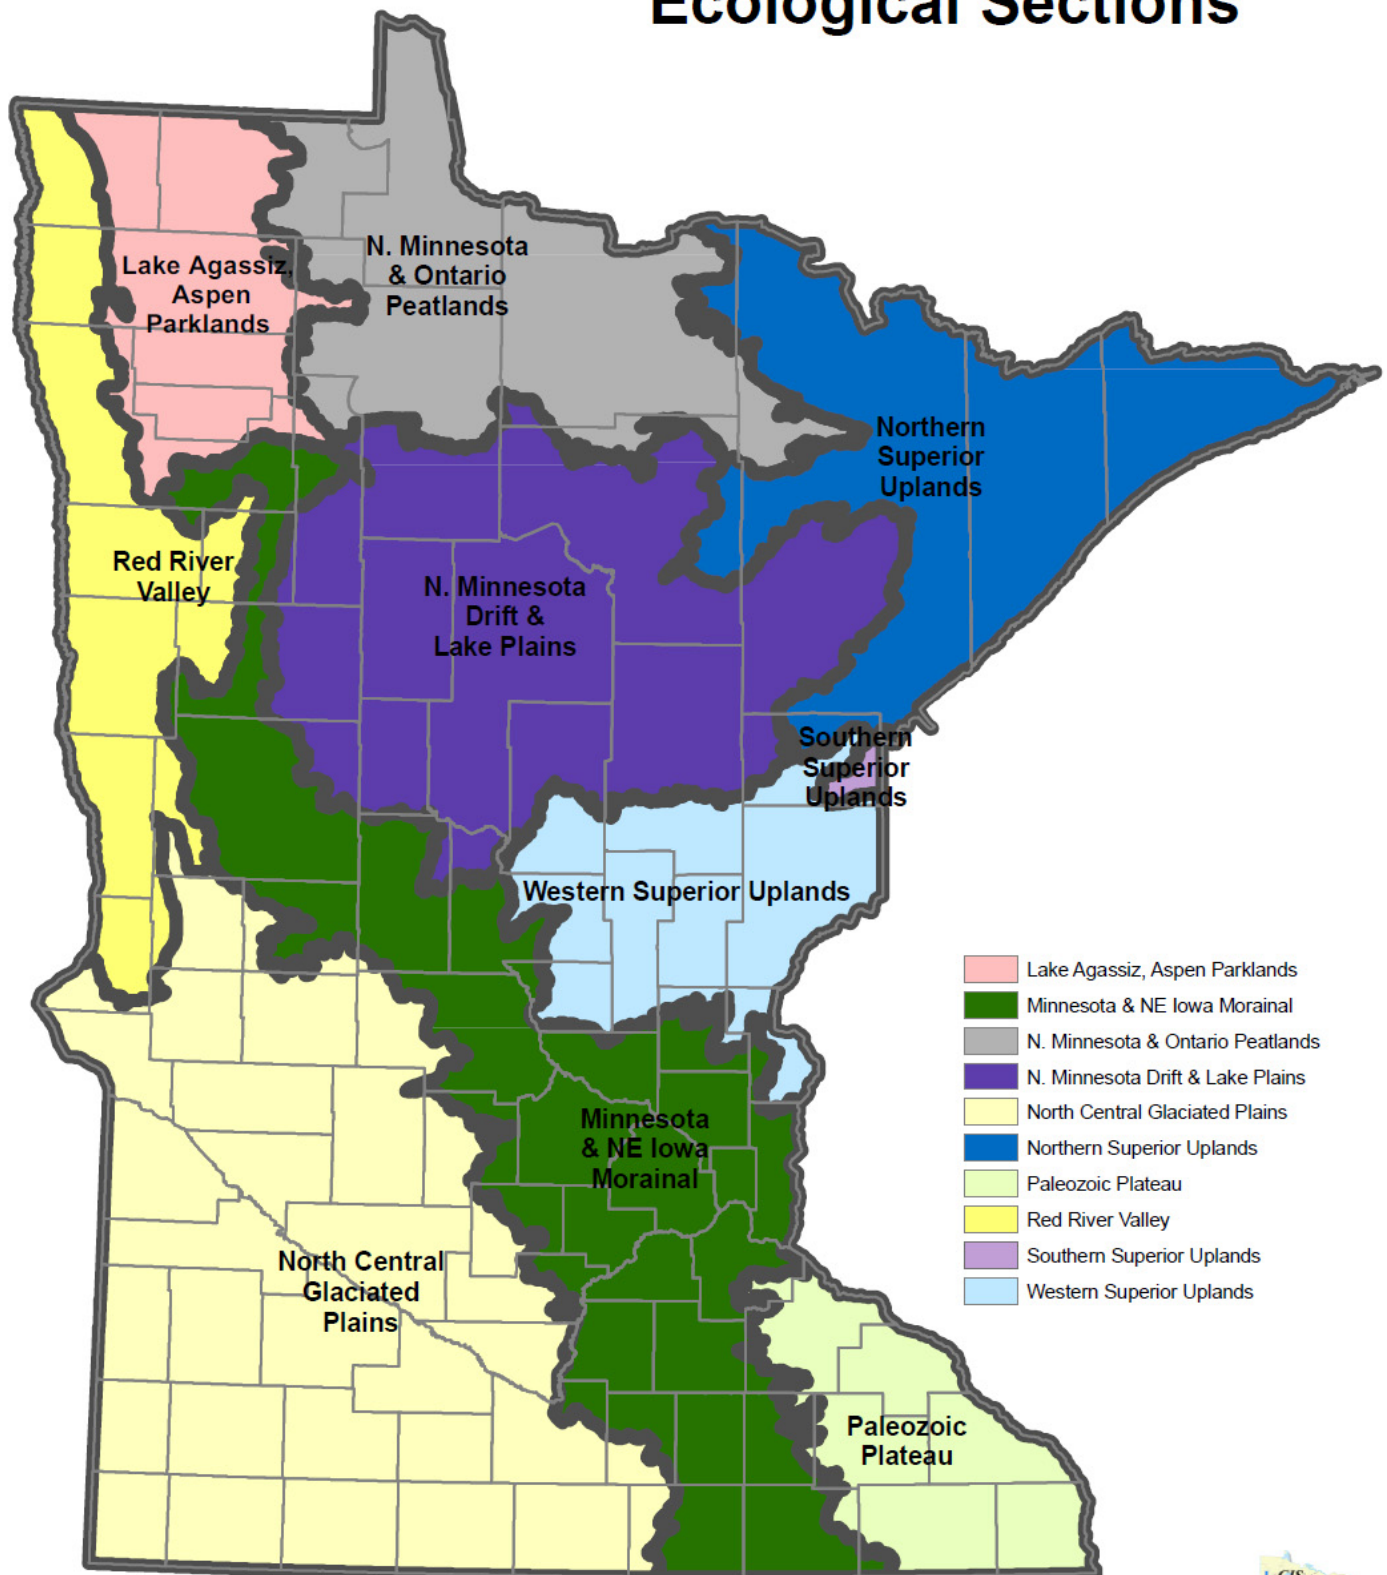 Ecological Sections
N. Minnesota
& Ontario
Peatlands
Lake Agassiz,
Aspen
Parklands
Northern
Superior
Uplands
Red River
Valley
N. Minnesota
Drift &
Lake Plains
Southern
Superior
Uplands
Western Superior Uplands
Minnesota
& NE Iowa
Morainal
North Central
Glaciated
Plains
Paleozoic
Plateau
Lake Agassiz, Aspen Parklands
Minnesota & NE Iowa Morainal
N. Minnesota & Ontario Peatlands
N. Minnesota Drift & Lake Plains
North Central Glaciated Plains
Northern Superior Uplands
Paleozoic Plateau
Red River Valley
Southern Superior Uplands
Western Superior Uplands
GIS